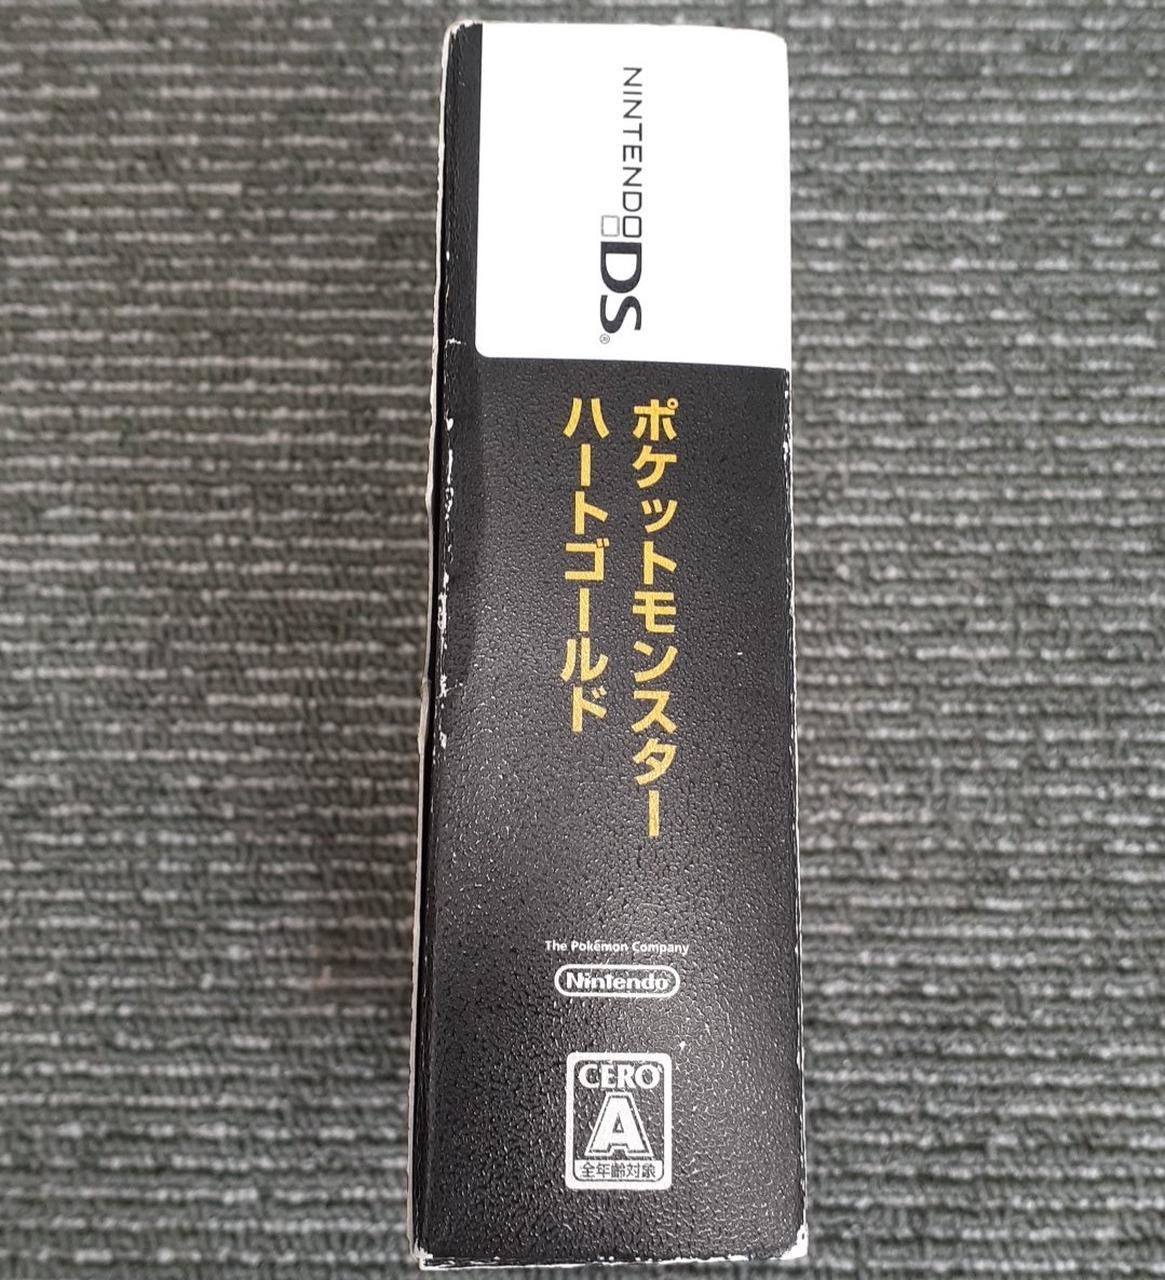 NINTENDO DS®
ポケットモンスター
ハートゴールド
The Pokémon Company
Nintendo®
CERO
A
全年齢対象